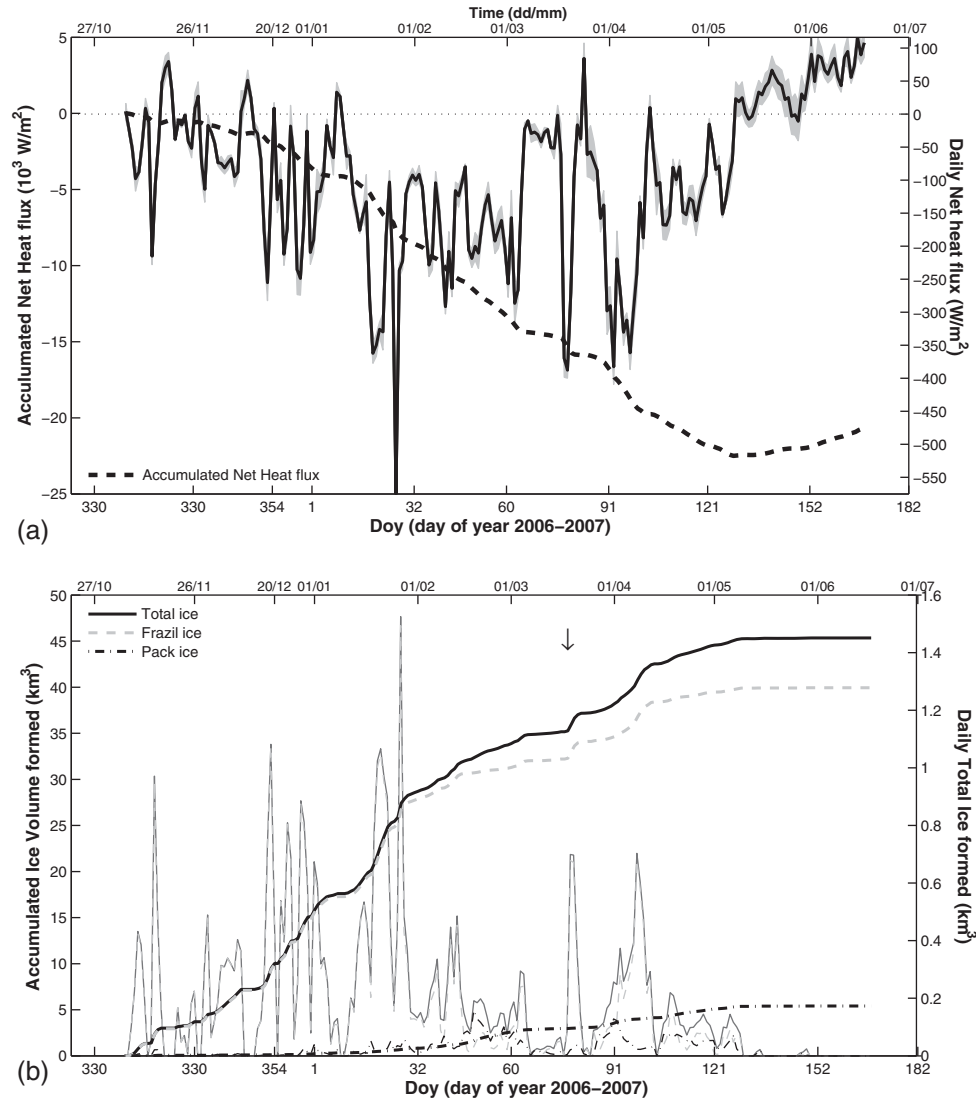 Time (dd/mm)
27/10 26/11 20/12 01/01 01/02 01/03 01/04 01/05 01/06 01/07
5
0
−5
−10
−15
−20
−25
Acculumated Net Heat flux (10³ W/m²)
100
50
0
−50
−100
−150
−200
−250
−300
−350
−400
−450
−500
−550
Daily Net heat flux (W/m²)
Accumulated Net Heat flux
330 330 354 1 32 60 91 121 152 182
Doy (day of year 2006−2007)
(a)
27/10 26/11 20/12 01/01 01/02 01/03 01/04 01/05 01/06 01/07
50
45
40
35
30
25
20
15
10
5
0
Accumulated Ice Volume formed (km³)
Total ice
Frazil ice
Pack ice
↓
1.6
1.4
1.2
1
0.8
0.6
0.4
0.2
0
Daily Total Ice formed (km³)
330 330 354 1 32 60 91 121 152 182
Doy (day of year 2006−2007)
(b)